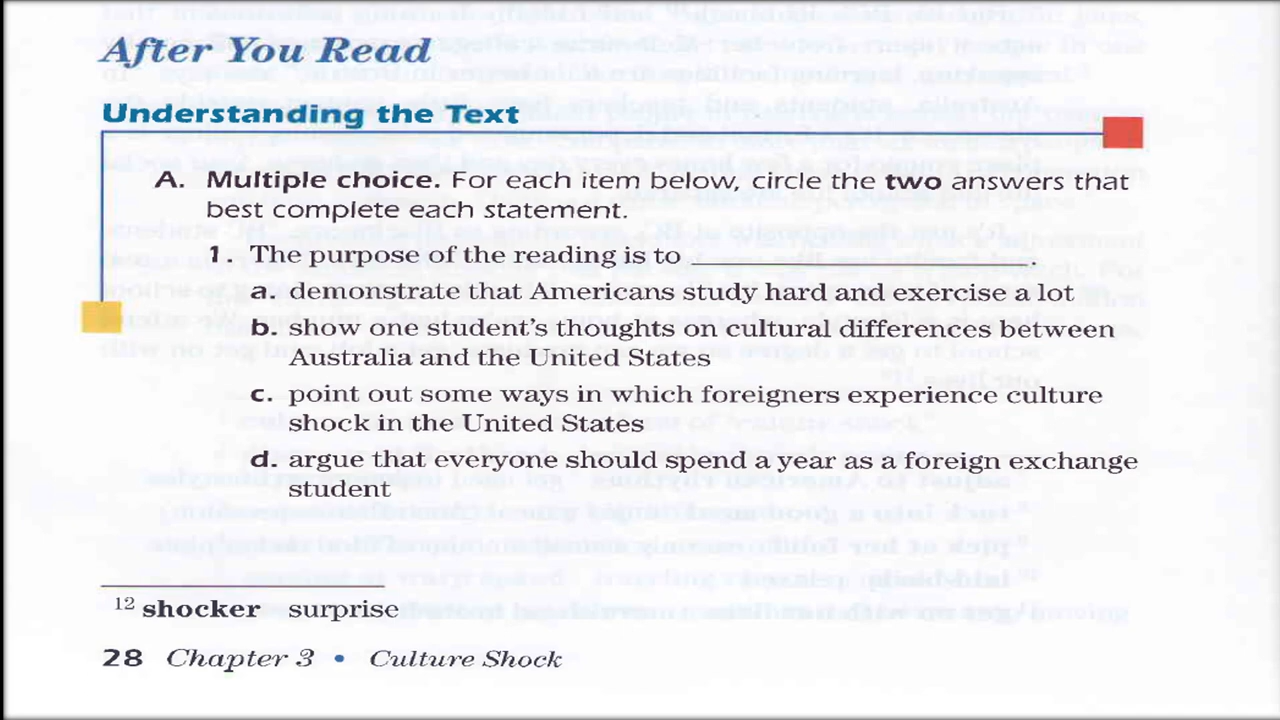 After You Read
Understanding the Text
A. Multiple choice. For each item below, circle the two answers that
best complete each statement.
1. The purpose of the reading is to
a. demonstrate that Americans study hard and exercise a lot
b. show one student's thoughts on cultural differences between
Australia and the United States
c. point out some ways in which foreigners experience culture
shock in the United States
d. argue that everyone should spend a year as a foreign exchange
student
12 shocker surprise
28 Chapter 3 • Culture Shock